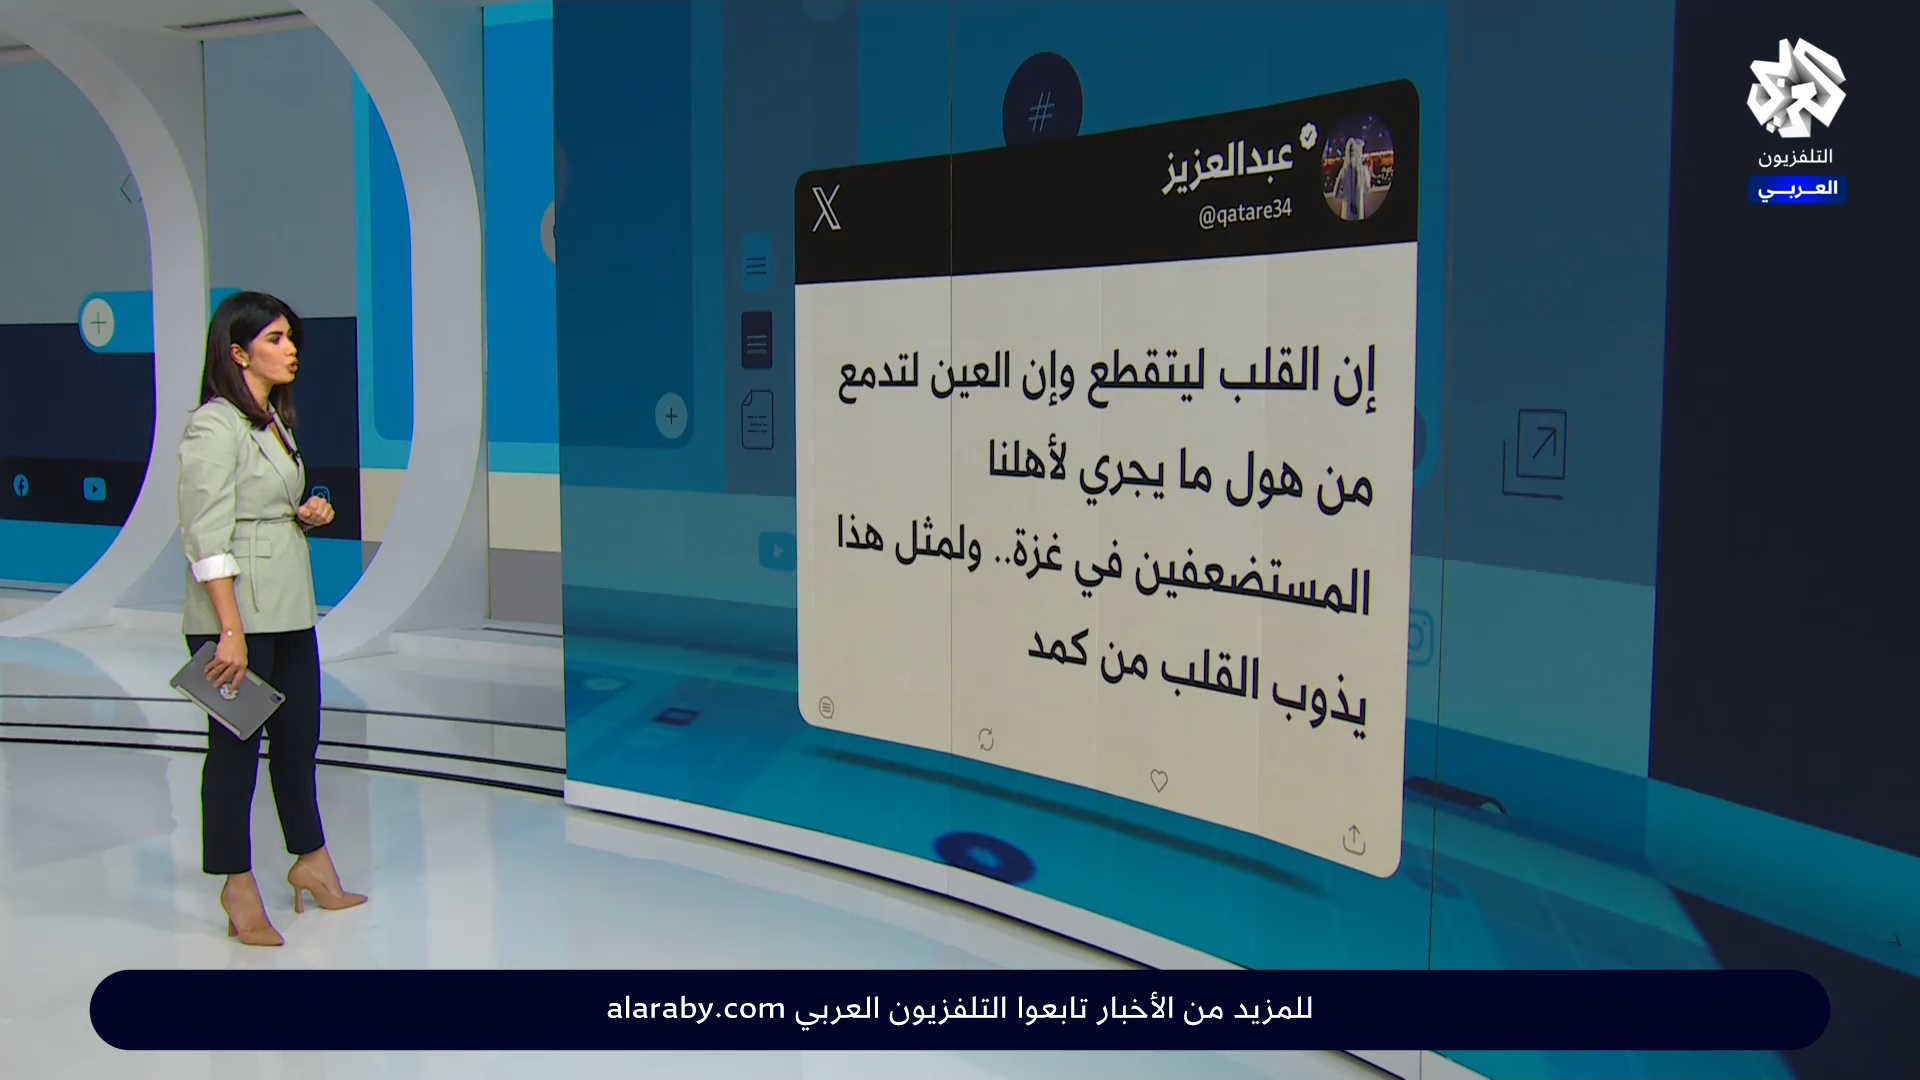 التلفزيون
العربي
عبدالعزيز
@qatare34
إن القلب ليتقطع وإن العين لتدمع
من هول ما يجري لأهلنا
المستضعفين في غزة.. ولمثل هذا
يذوب القلب من كمد
للمزيد من الأخبار تابعوا التلفزيون العربي alaraby.com